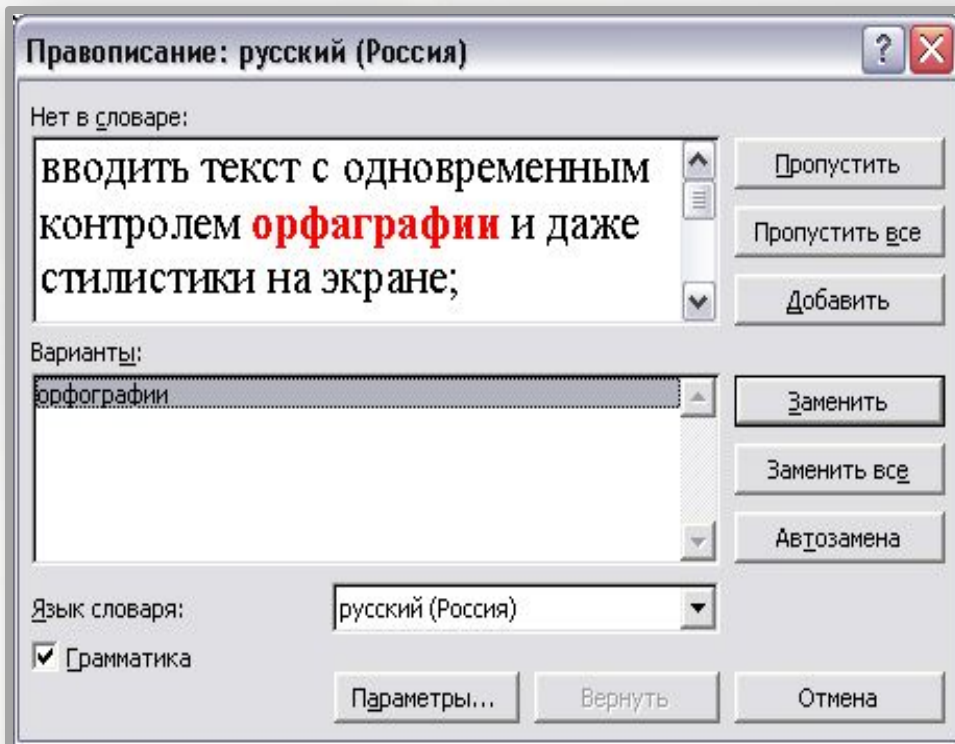 Правописание: русский (Россия)
Нет в словаре:
вводить текст с одновременным
контролем орфаграфии и даже
стилистики на экране;
Пропустить
Пропустить все
Добавить
Варианты:
орфографии
Заменить
Заменить все
Автозамена
Язык словаря:
русский (Россия)
Грамматика
Параметры...
Вернуть
Отмена